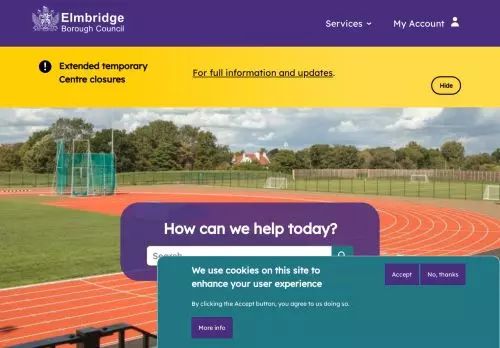 Elmbridge
Borough Council
Services
My Account
Extended temporary
Centre closures
For full information and updates.
Hide
How can we help today?
Search
We use cookies on this site to
enhance your user experience
By clicking the Accept button, you agree to us doing so.
More info
Accept
No, thanks